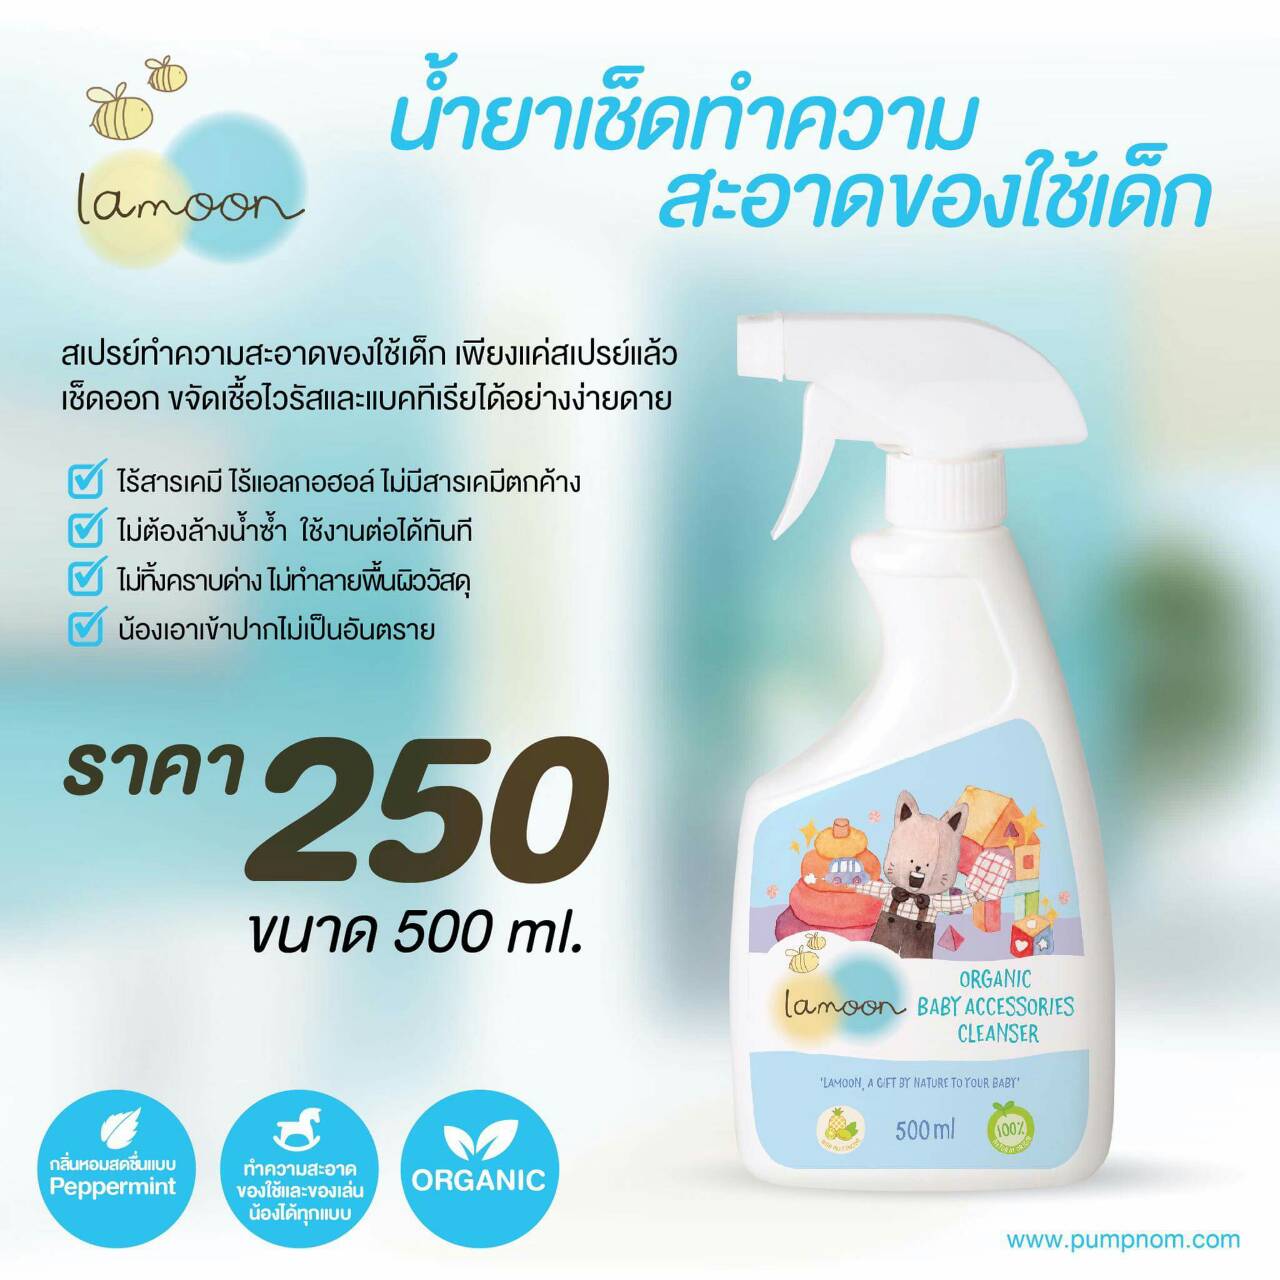 lamoon
น้ำยาเช็ดทำความ
สะอาดของใช้เด็ก
สเปรย์ทำความสะอาดของใช้เด็ก เพียงแค่สเปรย์แล้ว
เช็ดออก ขจัดเชื้อไวรัสและแบคทีเรียได้อย่างง่ายดาย
ไร้สารเคมี ไร้แอลกอฮอล์ ไม่มีสารเคมีตกค้าง
ไม่ต้องล้างน้ำซ้ำ ใช้งานต่อได้ทันที
ไม่ทิ้งคราบด่าง ไม่ทำลายพื้นผิววัสดุ
น้องเอาเข้าปากไม่เป็นอันตราย
ราคา 250
ขนาด 500 ml.
lamoon
ORGANIC
BABY ACCESSORIES
CLEANSER
'LAMOON, A GIFT BY NATURE TO YOUR BABY'
500ml
100%
กลิ่นหอมสดชื่นแบบ
Peppermint
ทำความสะอาด
ของใช้และของเล่น
น้องได้ทุกแบบ
ORGANIC
www.pumpnom.com